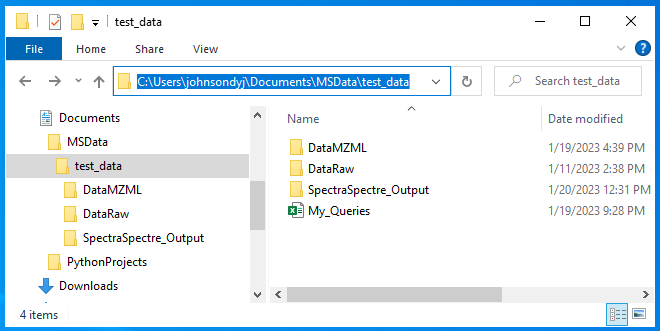 test_data
File Home Share View
C:\Users\johnsondyj\Documents\MSData\test_data
Search test_data
Documents
MSData
test_data
DataMZML
DataRaw
SpectraSpectre_Output
PythonProjects
Downloads
Name Date modified
DataMZML 1/19/2023 4:39 PM
DataRaw 1/11/2023 2:38 PM
SpectraSpectre_Output 1/20/2023 12:31 PM
My_Queries 1/19/2023 9:28 PM
4 items